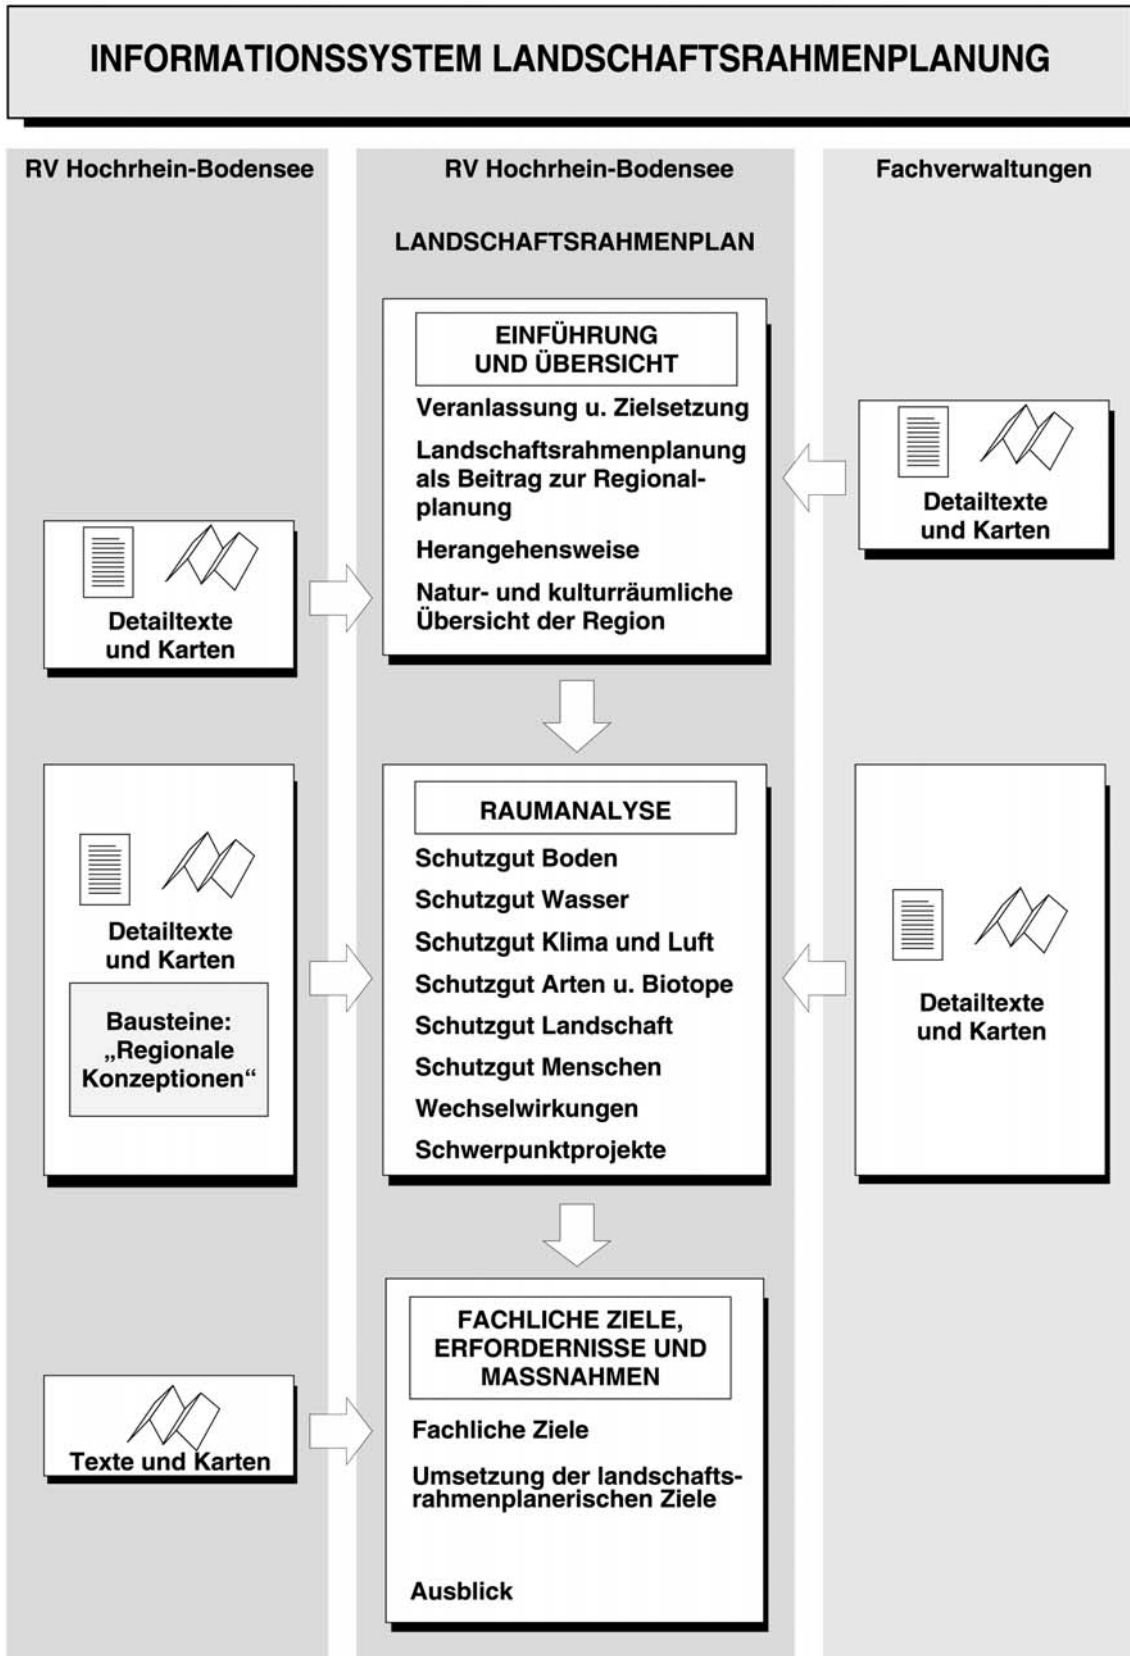 INFORMATIONSSYSTEM LANDSCHAFTSRAHMENPLANUNG
RV Hochrhein-Bodensee
RV Hochrhein-Bodensee
Fachverwaltungen
LANDSCHAFTSRAHMENPLAN
EINFÜHRUNG
UND ÜBERSICHT
Veranlassung u. Zielsetzung
Landschaftsrahmenplanung
als Beitrag zur Regional-
planung
Herangehensweise
Natur- und kulturräumliche
Übersicht der Region
Detailtexte
und Karten
Detailtexte
und Karten
RAUMANALYSE
Schutzgut Boden
Schutzgut Wasser
Schutzgut Klima und Luft
Schutzgut Arten u. Biotope
Schutzgut Landschaft
Schutzgut Menschen
Wechselwirkungen
Schwerpunktprojekte
Detailtexte
und Karten
Bausteine:
„Regionale
Konzeptionen“
Detailtexte
und Karten
FACHLICHE ZIELE,
ERFORDERNISSE UND
MASSNAHMEN
Fachliche Ziele
Umsetzung der landschafts-
rahmenplanerischen Ziele
Ausblick
Texte und Karten